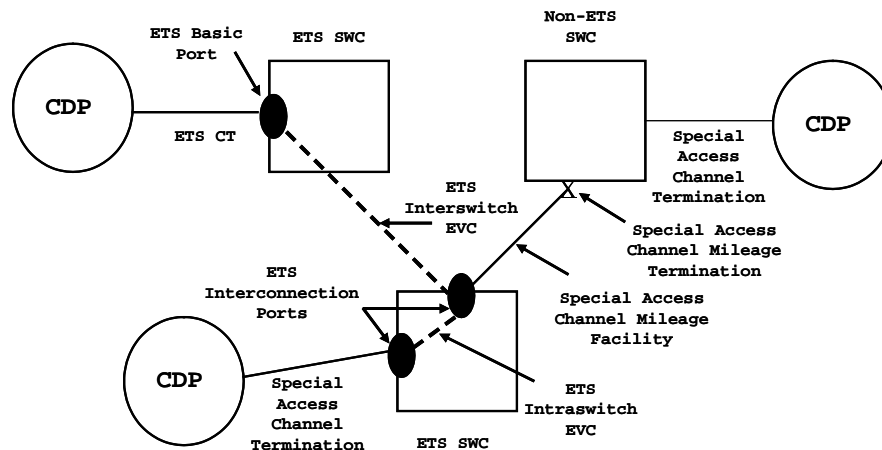 Non-ETS
SWC
ETS Basic
Port
ETS SWC
CDP
CDP
ETS CT
Special
Access
Channel
Termination
ETS
Interswitch
EVC
X
Special Access
Channel Mileage
Termination
ETS
Interconnection
Ports
Special Access
Channel Mileage
Facility
CDP
Special
Access
Channel
Termination
ETS
Intraswitch
EVC
ETS SWC